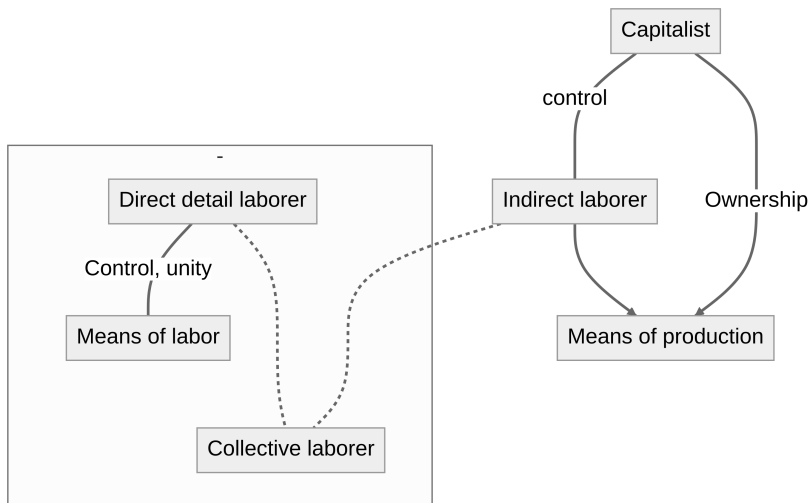 Capitalist
control
-
Direct detail laborer
Indirect laborer
Ownership
Control, unity
Means of labor
Means of production
Collective laborer